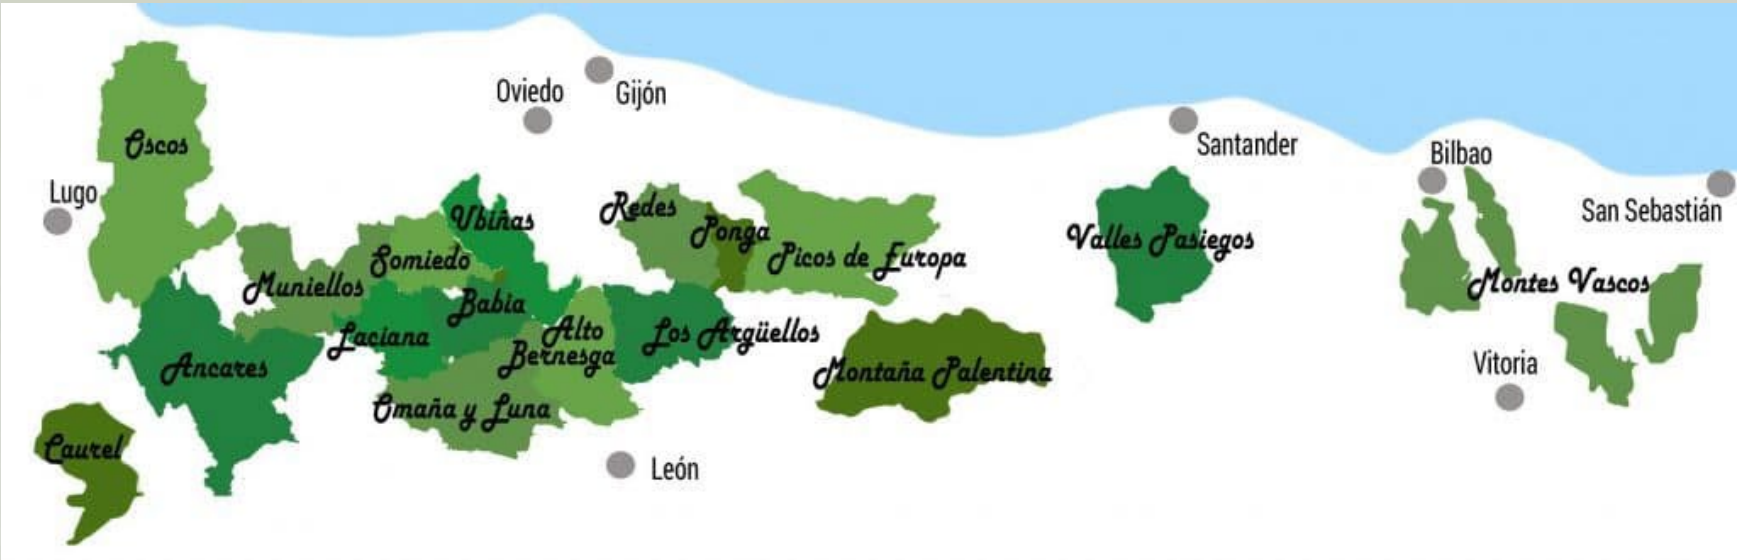 Oviedo
Gijón
Santander
Bilbao
Oscos
Lugo
San Sebastián
Redes
Ubiñas
Ponga
Valles Pasiegos
Somiedo
Picos de Europa
Muniellos
Montes Vascos
Babia
Laciana
Alto
Bernesga
Los Argüellos
Ancares
Montaña Palentina
Vitoria
Omaña y Luna
Caurel
León